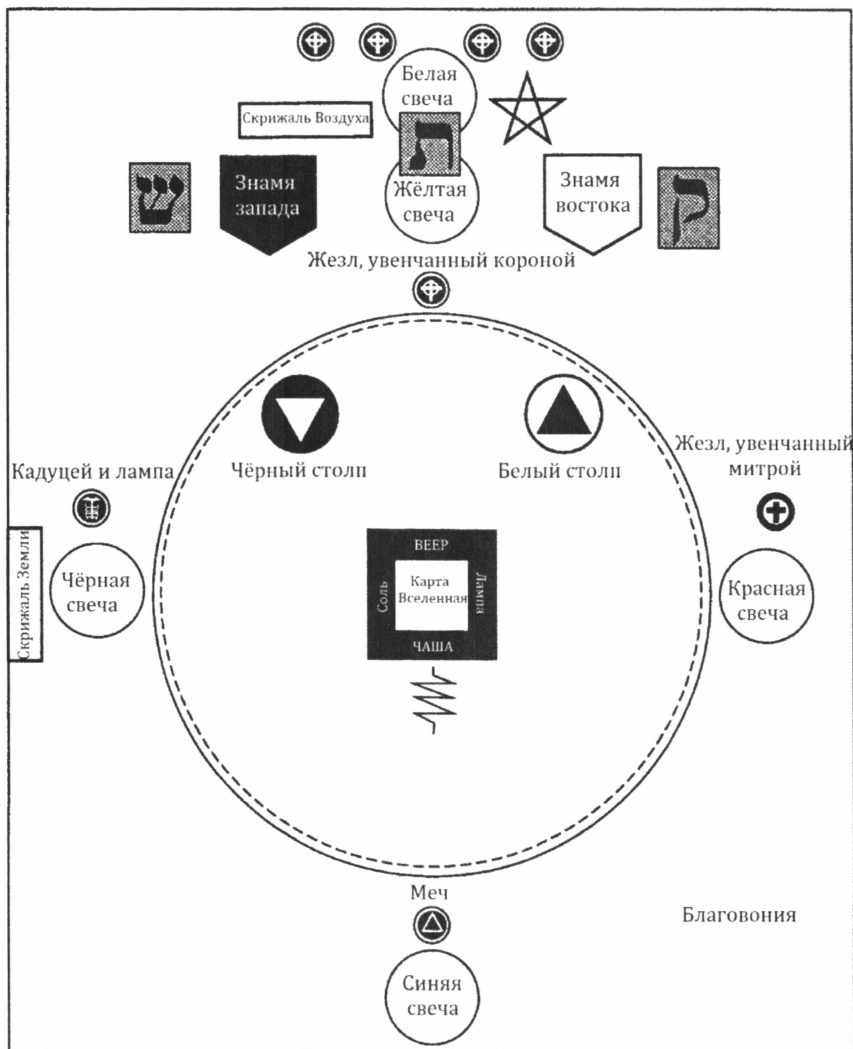 Белая
свеча
Скрижаль Воздуха
ת
ש
Знамя
запада
Жёлтая
свеча
Знамя
востока
ק
Жезл, увенчанный короной
Чёрный столп
Белый столп
Кадуцей и лампа
Жезл, увенчанный
митрой
Скрижаль Земли
Чёрная
свеча
ВЕЕР
Соль
Карта
Вселенная
Лампа
ЧАША
Красная
свеча
Меч
Благовония
Синяя
свеча